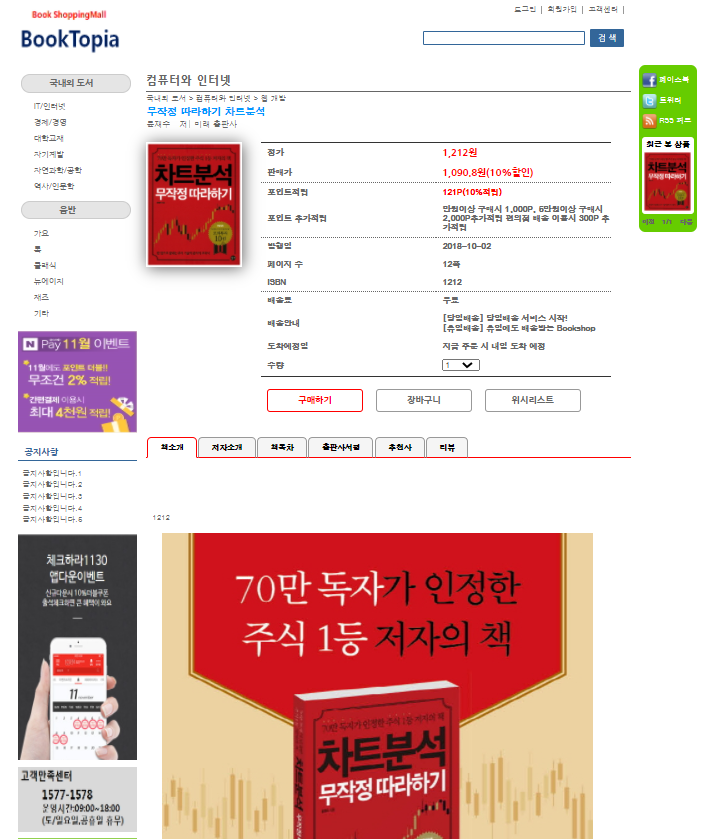 Book ShoppingMall
BookTopia
로그인 | 회원가입 | 고객센터 |
검 색
국내외 도서
IT/인터넷
경제/경영
대학교재
자기계발
자연과학/공학
역사/인문학
음반
가요
록
클래식
뉴에이지
재즈
기타
N Pay 11월 이벤트
11월에도 포인트 더블!!
무조건 2% 적립!
간편결제 이용시
최대 4천원 적립!
공지사항
공지사항입니다.1
공지사항입니다.2
공지사항입니다.3
공지사항입니다.4
공지사항입니다.5
체크하라1130
앱다운이벤트
신규다운시 10%더블쿠폰
출석체크하면 큰 혜택이 와요
11
고객만족센터
1577-1578
운영시간:09:00~18:00
(토/일요일,공휴일 휴무)
컴퓨터와 인터넷
국내외 도서 > 컴퓨터와 인터넷 > 웹 개발
무작정 따라하기 차트분석
저| 미래 출판사
차트분석
무작정 따라하기
정가 1,212원
판매가 1,090.8원(10%할인)
포인트적립 121P(10%적립)
포인트 추가적립 만원이상 구매시 1,000P, 5만원이상 구매시
2,000P추가적립 편의점 배송 이용시 300P 추
가적립
발행일 2018-10-02
페이지 수 12쪽
ISBN 1212
배송료 무료
배송안내 [당일배송] 당일배송 서비스 시작!
[휴일배송] 휴일에도 배송받는 Bookshop
도착예정일 지금 주문 시 내일 도착 예정
수량 1
구매하기 장바구니 위시리스트
책소개 저자소개 책목차 출판사서평 추천사 리뷰
1212
70만 독자가 인정한
주식 1등 저자의 책
70만 독자가 인정한 주식 1등 저자의 책
차트분석
무작정 따라하기
차트분석
무작정 따라하기
페이스북
트위터
RSS 피드
최근 본 상품
차트분석
무작정 따라하기
이전 1/1 다음